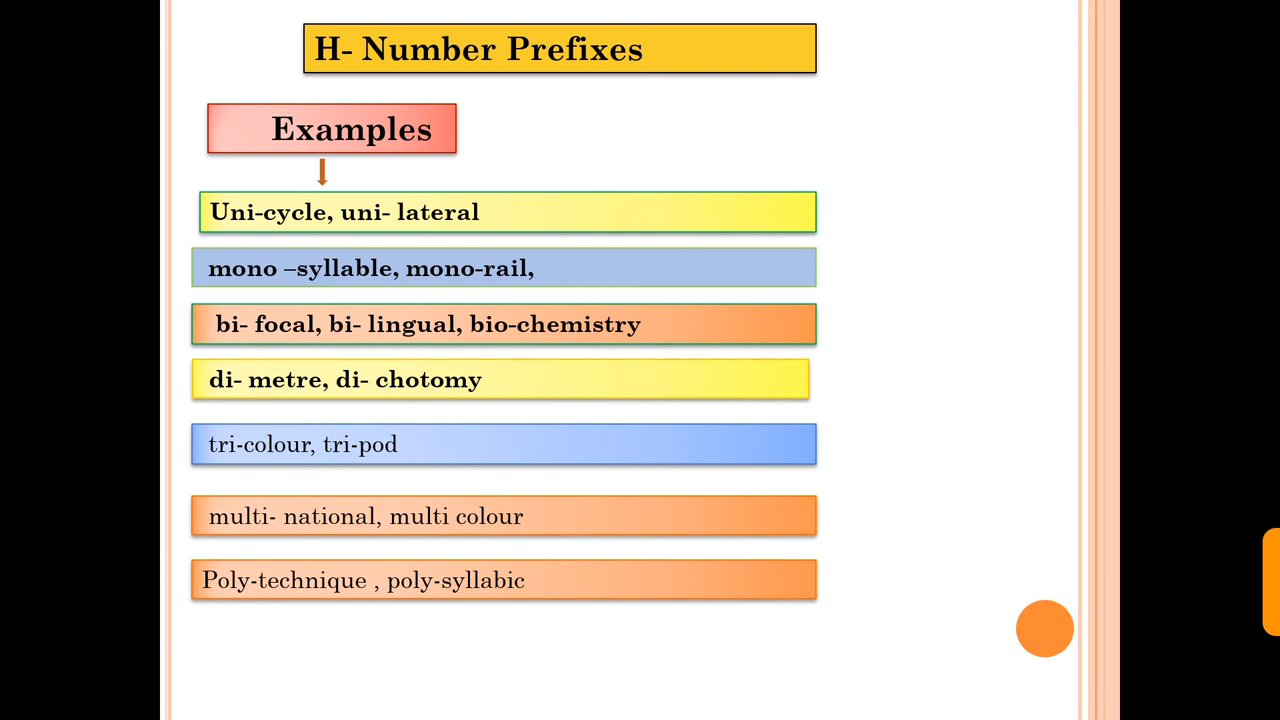 H- Number Prefixes
Examples
Uni-cycle, uni- lateral
mono –syllable, mono-rail,
bi- focal, bi- lingual, bio-chemistry
di- metre, di- chotomy
tri-colour, tri-pod
multi- national, multi colour
Poly-technique , poly-syllabic